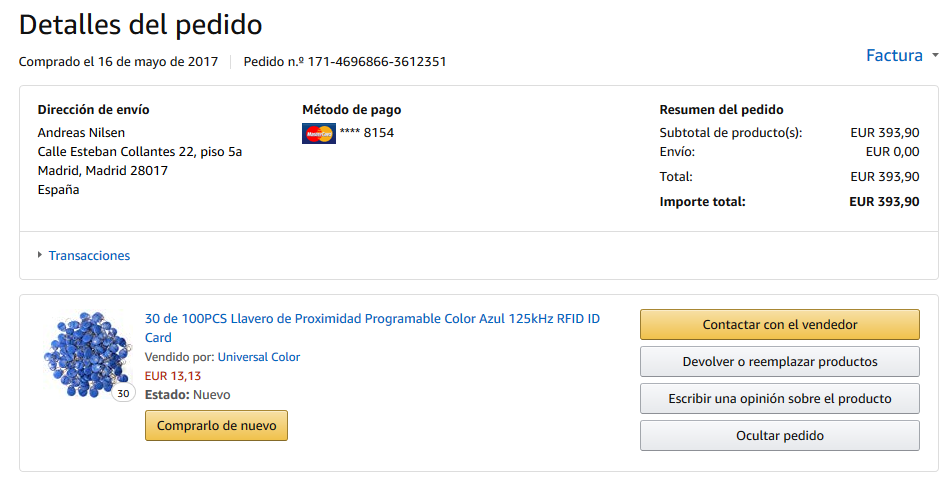 Detalles del pedido
Comprado el 16 de mayo de 2017
Pedido n.º 171-4696866-3612351
Factura
Dirección de envío
Andreas Nilsen
Calle Esteban Collantes 22, piso 5a
Madrid, Madrid 28017
España
Método de pago
MasterCard **** 8154
Resumen del pedido
Subtotal de producto(s): EUR 393,90
Envío: EUR 0,00
Total: EUR 393,90
Importe total: EUR 393,90
Transacciones
30
30 de 100PCS Llavero de Proximidad Programable Color Azul 125kHz RFID ID
Card
Vendido por: Universal Color
EUR 13,13
Estado: Nuevo
Comprarlo de nuevo
Contactar con el vendedor
Devolver o reemplazar productos
Escribir una opinión sobre el producto
Ocultar pedido